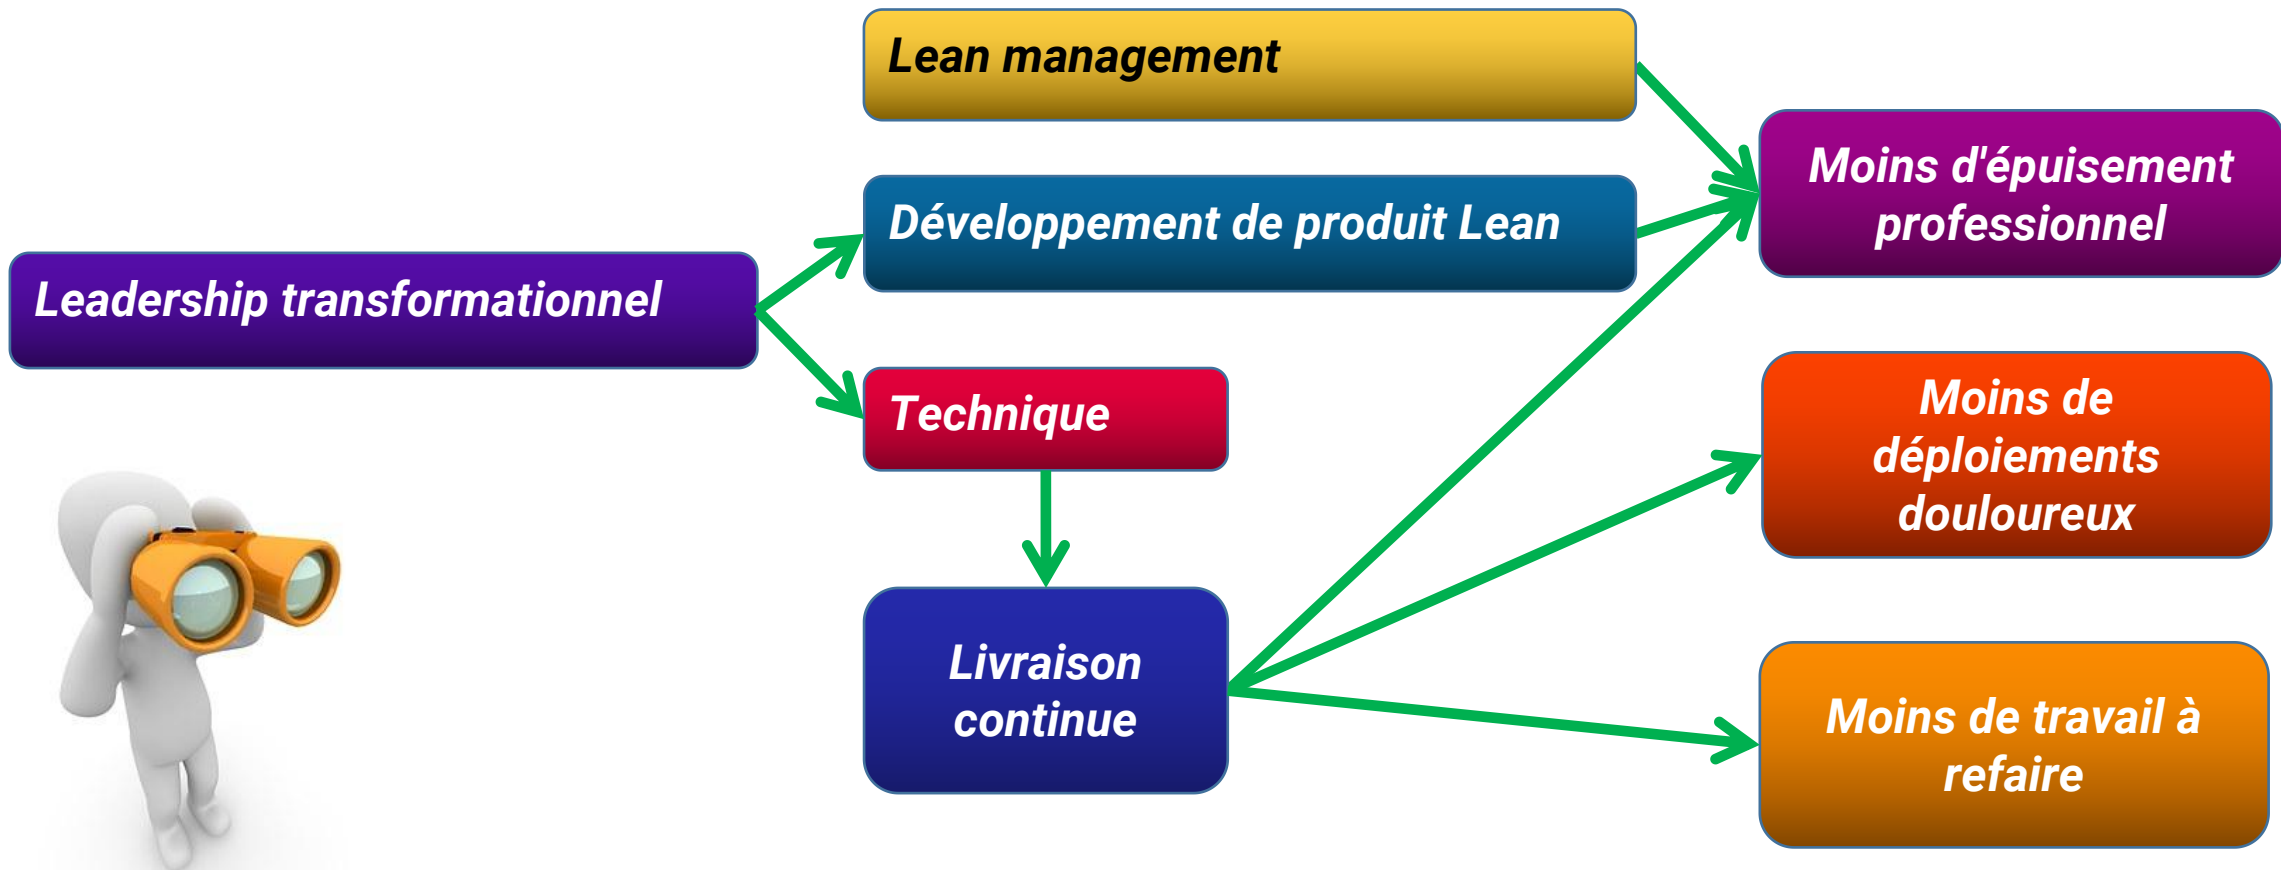 Lean management
Développement de produit Lean
Leadership transformationnel
Technique
Livraison
continue
Moins d'épuisement
professionnel
Moins de
déploiements
douloureux
Moins de travail à
refaire